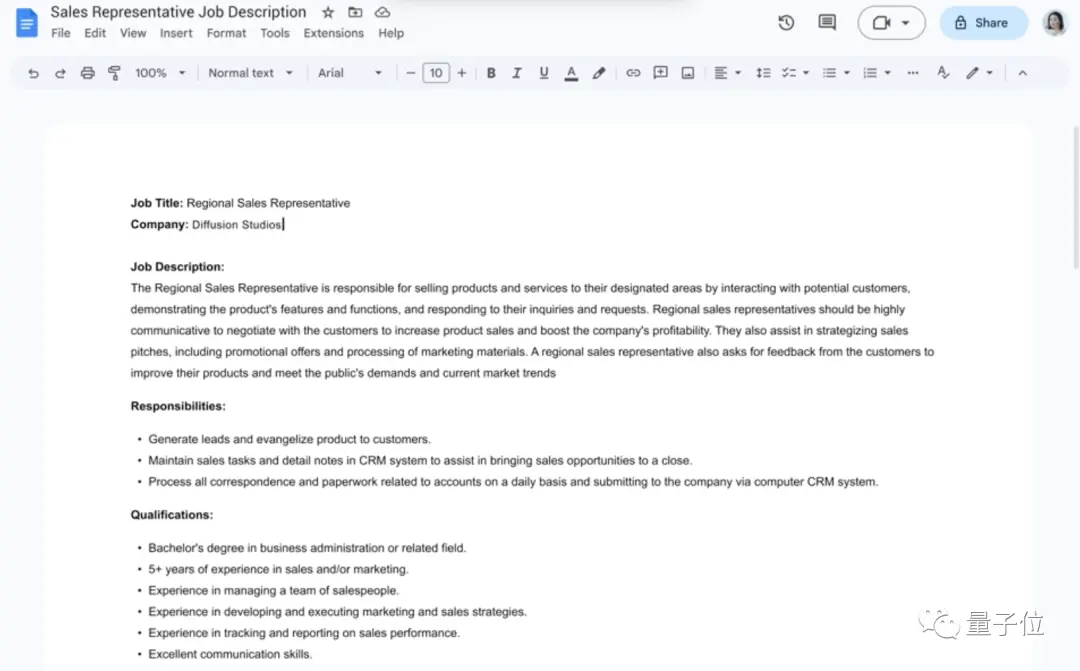 Sales Representative Job Description
File Edit View Insert Format Tools Extensions Help
Share
100% Normal text Arial 10 B I U A
Job Title: Regional Sales Representative
Company: Diffusion Studios
Job Description:
The Regional Sales Representative is responsible for selling products and services to their designated areas by interacting with potential customers,
demonstrating the product's features and functions, and responding to their inquiries and requests. Regional sales representatives should be highly
communicative to negotiate with the customers to increase product sales and boost the company's profitability. They also assist in strategizing sales
pitches, including promotional offers and processing of marketing materials. A regional sales representative also asks for feedback from the customers to
improve their products and meet the public's demands and current market trends
Responsibilities:
• Generate leads and evangelize product to customers.
• Maintain sales tasks and detail notes in CRM system to assist in bringing sales opportunities to a close.
• Process all correspondence and paperwork related to accounts on a daily basis and submitting to the company via computer CRM system.
Qualifications:
• Bachelor's degree in business administration or related field.
• 5+ years of experience in sales and/or marketing.
• Experience in managing a team of salespeople.
• Experience in developing and executing marketing and sales strategies.
• Experience in tracking and reporting on sales performance.
• Excellent communication skills.
量子位